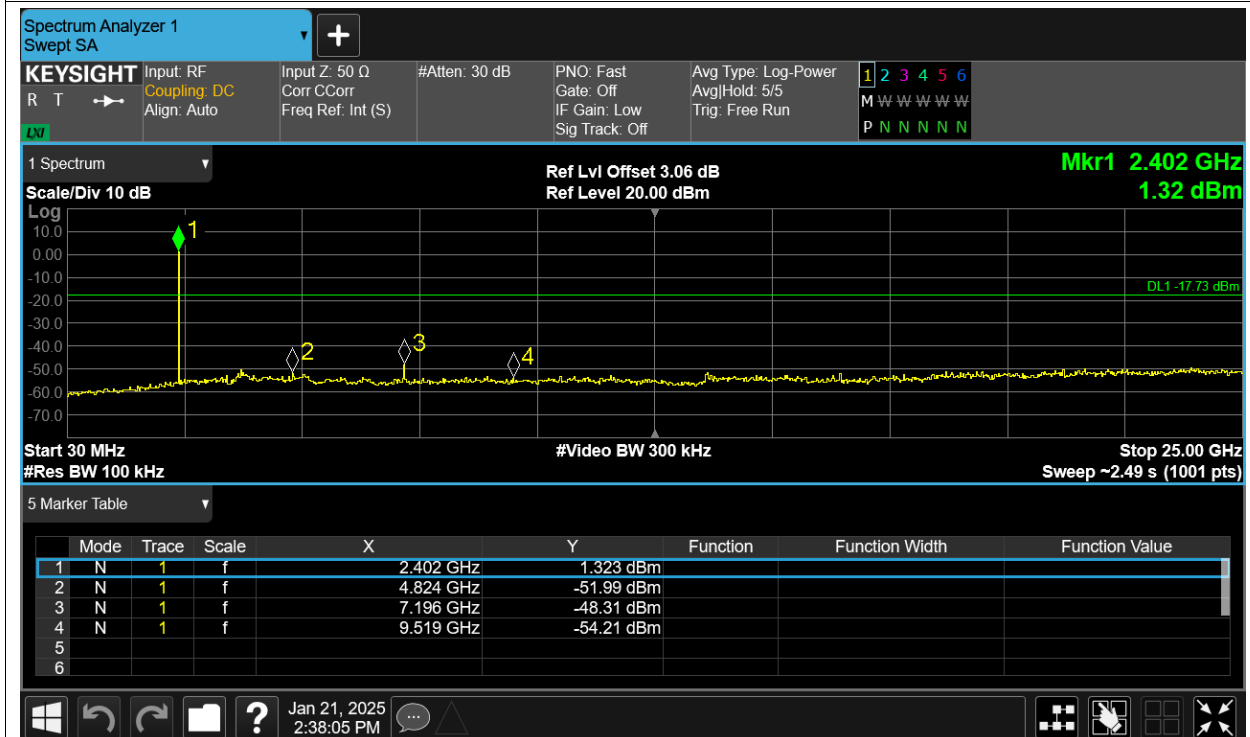 Spectrum Analyzer 1
Swept SA
+
KEYSIGHT Input: RF Input Z: 50 Ω #Atten: 30 dB PNO: Fast Avg Type: Log-Power 1 2 3 4 5 6
R T Coupling: DC Corr CCorr Gate: Off Avg|Hold: 5/5 M W W W W W
Align: Auto Freq Ref: Int (S) IF Gain: Low Trig: Free Run P N N N N N
LXI Sig Track: Off
1 Spectrum Ref Lvl Offset 3.06 dB Mkr1 2.402 GHz
Scale/Div 10 dB Ref Level 20.00 dBm 1.32 dBm
Log
10.0 1
0.00
-10.0
DL1 -17.73 dBm
-20.0
-30.0
-40.0 2 3 4
-50.0
-60.0
-70.0
Start 30 MHz #Video BW 300 kHz Stop 25.00 GHz
#Res BW 100 kHz Sweep ~2.49 s (1001 pts)
5 Marker Table
Mode Trace Scale X Y Function Function Width Function Value
1 N 1 f 2.402 GHz 1.323 dBm
2 N 1 f 4.824 GHz -51.99 dBm
3 N 1 f 7.196 GHz -48.31 dBm
4 N 1 f 9.519 GHz -54.21 dBm
5
6
? Jan 21, 2025
2:38:05 PM